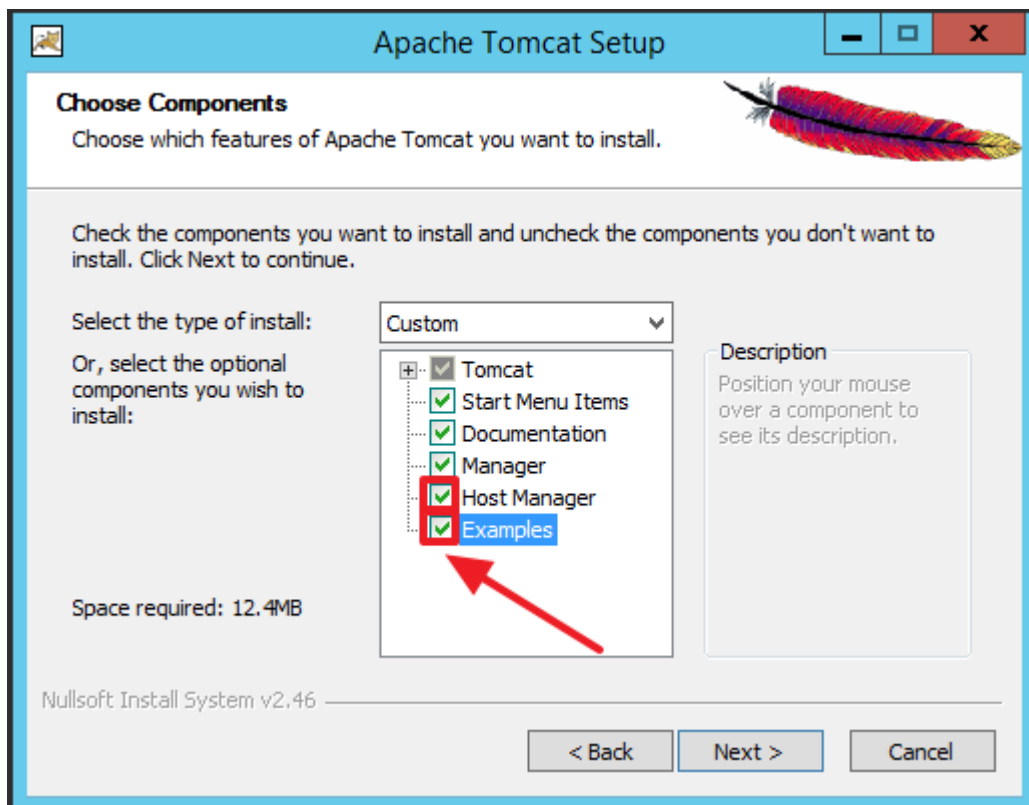 Apache Tomcat Setup
X
Choose Components
Choose which features of Apache Tomcat you want to install.
Check the components you want to install and uncheck the components you don't want to
install. Click Next to continue.
Select the type of install:
Custom
Or, select the optional
components you wish to
install:
Tomcat
Start Menu Items
Documentation
Manager
Host Manager
Examples
Description
Position your mouse
over a component to
see its description.
Space required: 12.4MB
Nullsoft Install System v2.46
< Back
Next >
Cancel